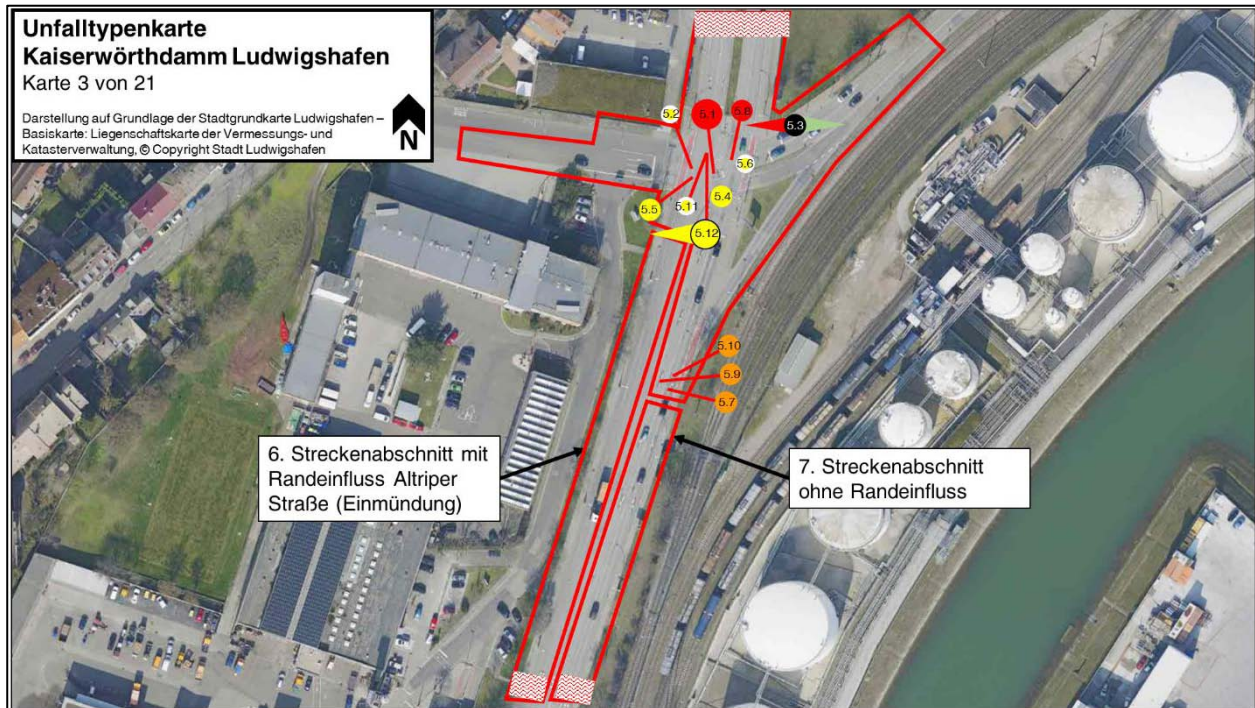 Unfalltypenkarte
Kaiserwörthdamm Ludwigshafen
Karte 3 von 21
Darstellung auf Grundlage der Stadtgrundkarte Ludwigshafen –
Basiskarte: Liegenschaftskarte der Vermessungs- und
Katasterverwaltung, © Copyright Stadt Ludwigshafen
N
5.2
5.1
5.8
5.3
5.6
5.4
5.5
5.11
5.12
5.10
5.9
5.7
6. Streckenabschnitt mit
Randeinfluss Altriper
Straße (Einmündung)
7. Streckenabschnitt
ohne Randeinfluss